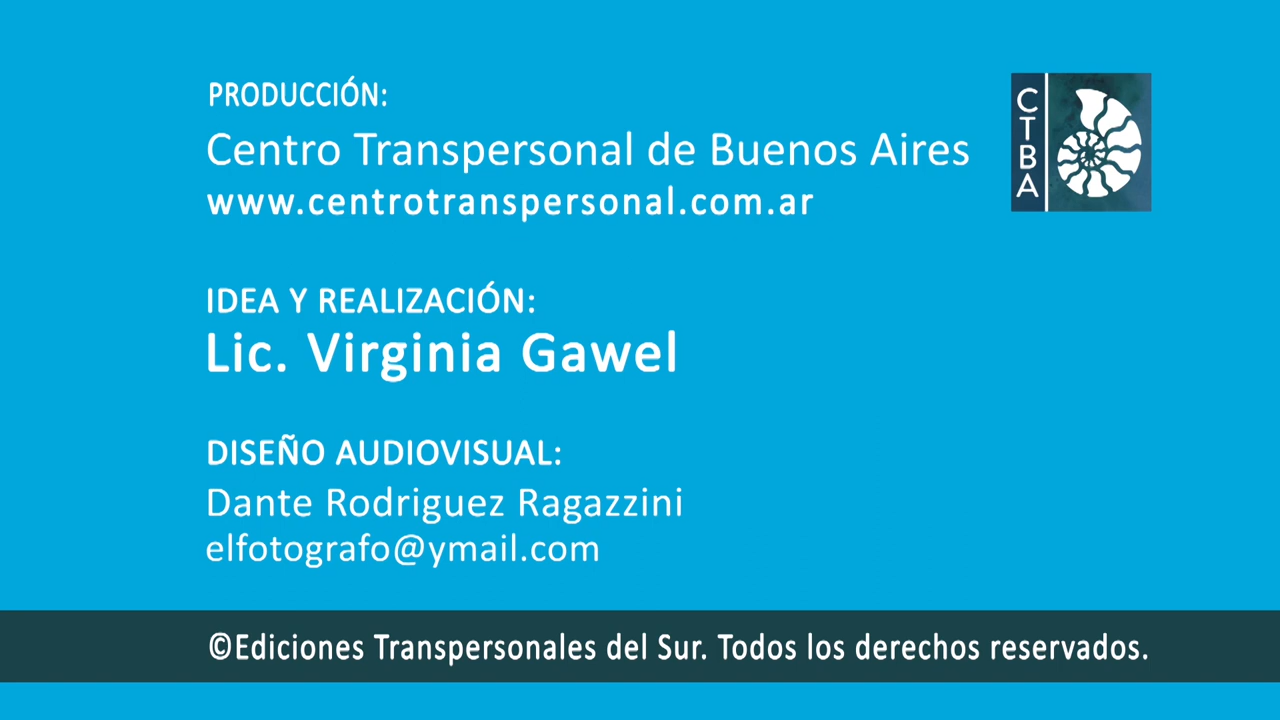 PRODUCCIÓN:
Centro Transpersonal de Buenos Aires
www.centrotranspersonal.com.ar
CTBA
IDEA Y REALIZACIÓN:
Lic. Virginia Gawel
DISEÑO AUDIOVISUAL:
Dante Rodriguez Ragazzini
elfotografo@ymail.com
©Ediciones Transpersonales del Sur. Todos los derechos reservados.